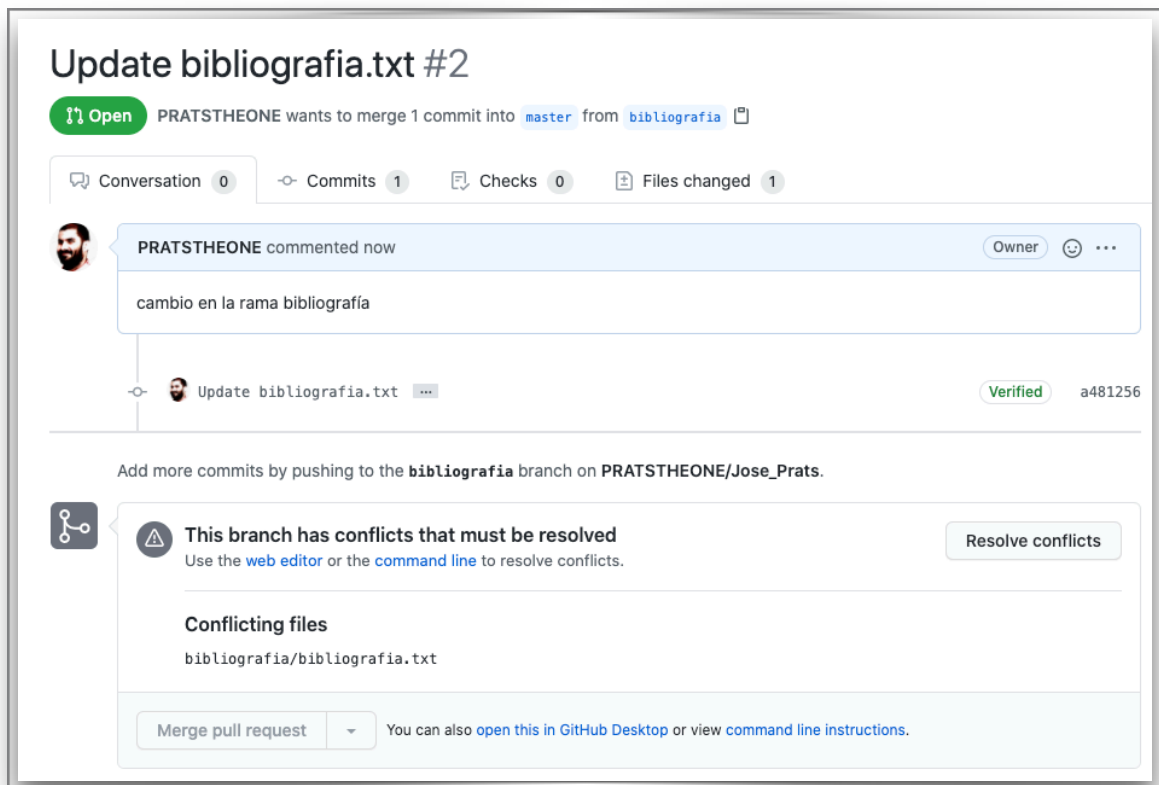 Update bibliografia.txt #2
Open PRATSTHEONE wants to merge 1 commit into master from bibliografia
Conversation 0 Commits 1 Checks 0 Files changed 1
PRATSTHEONE commented now Owner
cambio en la rama bibliografía
Update bibliografia.txt ... Verified a481256
Add more commits by pushing to the bibliografia branch on PRATSTHEONE/Jose_Prats.
This branch has conflicts that must be resolved Resolve conflicts
Use the web editor or the command line to resolve conflicts.
Conflicting files
bibliografia/bibliografia.txt
Merge pull request You can also open this in GitHub Desktop or view command line instructions.